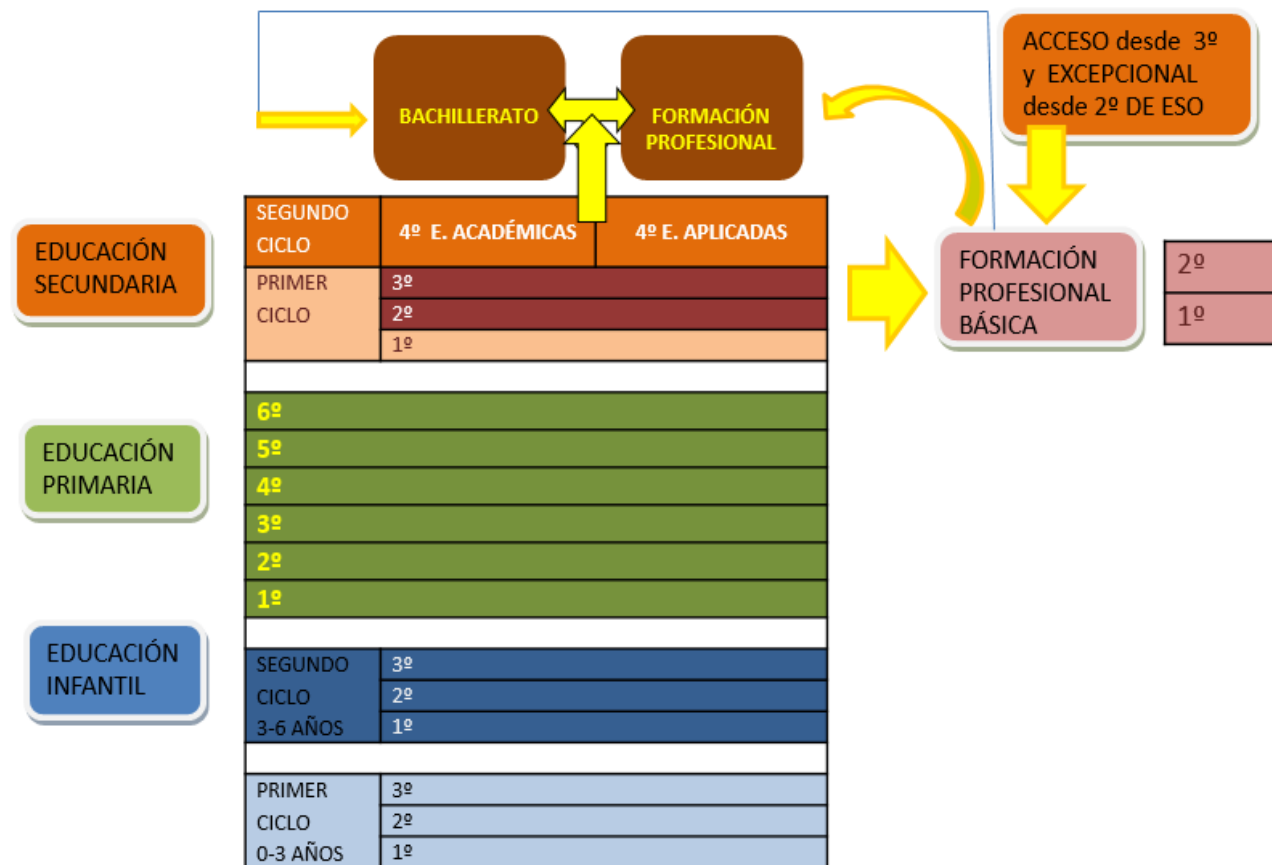 ACCESO desde 3º
y EXCEPCIONAL
desde 2º DE ESO
BACHILLERATO
FORMACIÓN
PROFESIONAL
EDUCACIÓN
SECUNDARIA
SEGUNDO
CICLO
4º E. ACADÉMICAS
4º E. APLICADAS
PRIMER
CICLO
3º
2º
1º
FORMACIÓN
PROFESIONAL
BÁSICA
2º
1º
EDUCACIÓN
PRIMARIA
6º
5º
4º
3º
2º
1º
EDUCACIÓN
INFANTIL
SEGUNDO
CICLO
3-6 AÑOS
3º
2º
1º
PRIMER
CICLO
0-3 AÑOS
3º
2º
1º